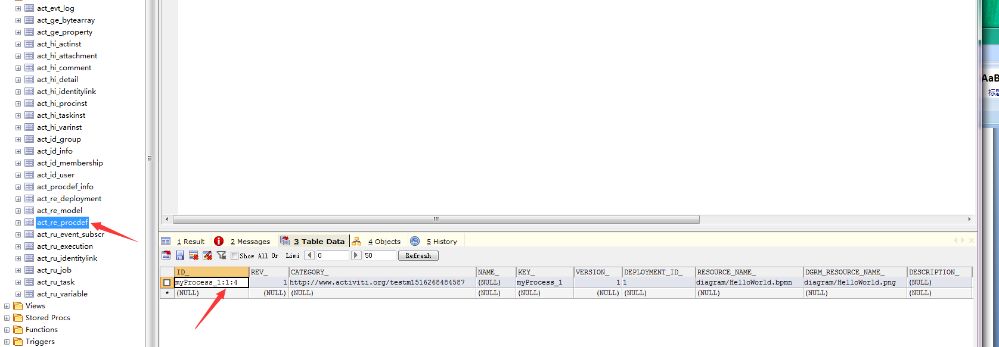 act_evt_log
act_ge_bytearray
act_ge_property
act_hi_actinst
act_hi_attachment
act_hi_comment
act_hi_detail
act_hi_identitylink
act_hi_procinst
act_hi_taskinst
act_hi_varinst
act_id_group
act_id_info
act_id_membership
act_id_user
act_procdef_info
act_re_deployment
act_re_model
act_re_procdef
act_ru_event_subscr
act_ru_execution
act_ru_identitylink
act_ru_job
act_ru_task
act_ru_variable
Views
Stored Procs
Functions
Triggers
1 Result 2 Messages 3 Table Data 4 Objects 5 History
Show All Or Limi 0 50 Refresh
ID_ REV_ CATEGORY_ NAME_ KEY_ VERSION_ DEPLOYMENT_ID_ RESOURCE_NAME_ DGRM_RESOURCE_NAME_ DESCRIPTION_
myProcess_1:1:4 1 http://www.activiti.org/testm1516268484587 (NULL) myProcess_1 1 1 diagram/HelloWorld.bpmn diagram/HelloWorld.png (NULL)
* (NULL) (NULL) (NULL) (NULL) (NULL) (NULL) (NULL) (NULL) (NULL) (NULL)
AaB
标题